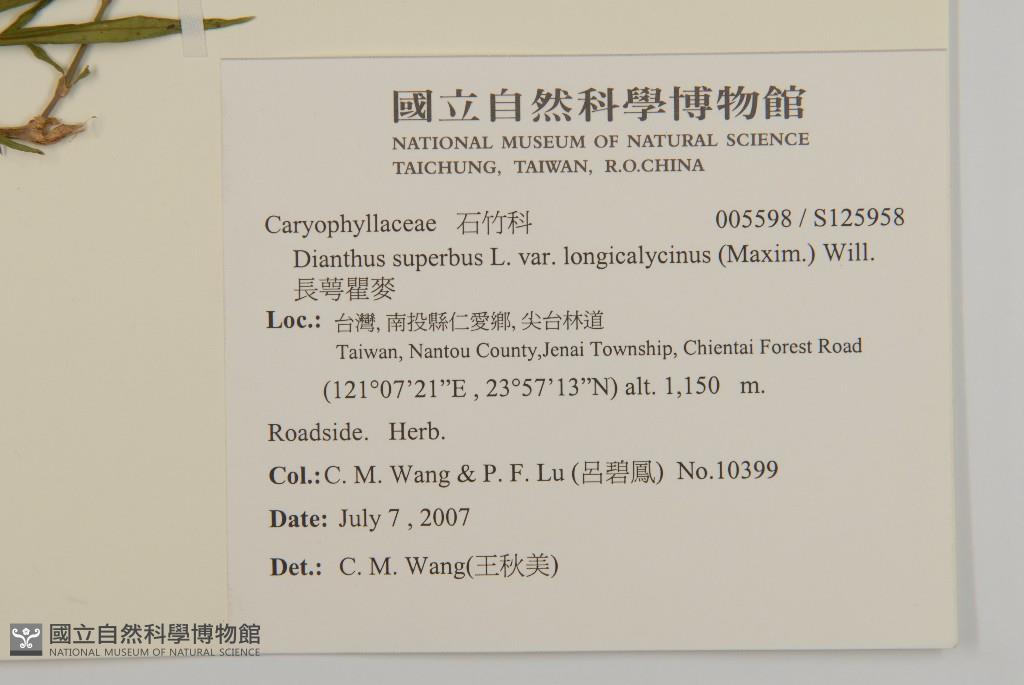 國立自然科學博物館
NATIONAL MUSEUM OF NATURAL SCIENCE
TAICHUNG, TAIWAN, R.O.CHINA
Caryophyllaceae 石竹科 005598 / S125958
Dianthus superbus L. var. longicalycinus (Maxim.) Will.
長萼瞿麥
Loc.: 台灣, 南投縣仁愛鄉, 尖台林道
Taiwan, Nantou County,Jenai Township, Chientai Forest Road
(121°07’21”E , 23°57’13”N) alt. 1,150 m.
Roadside. Herb.
Col.: C. M. Wang & P. F. Lu (呂碧鳳) No.10399
Date: July 7 , 2007
Det.: C. M. Wang(王秋美)
國立自然科學博物館
NATIONAL MUSEUM OF NATURAL SCIENCE